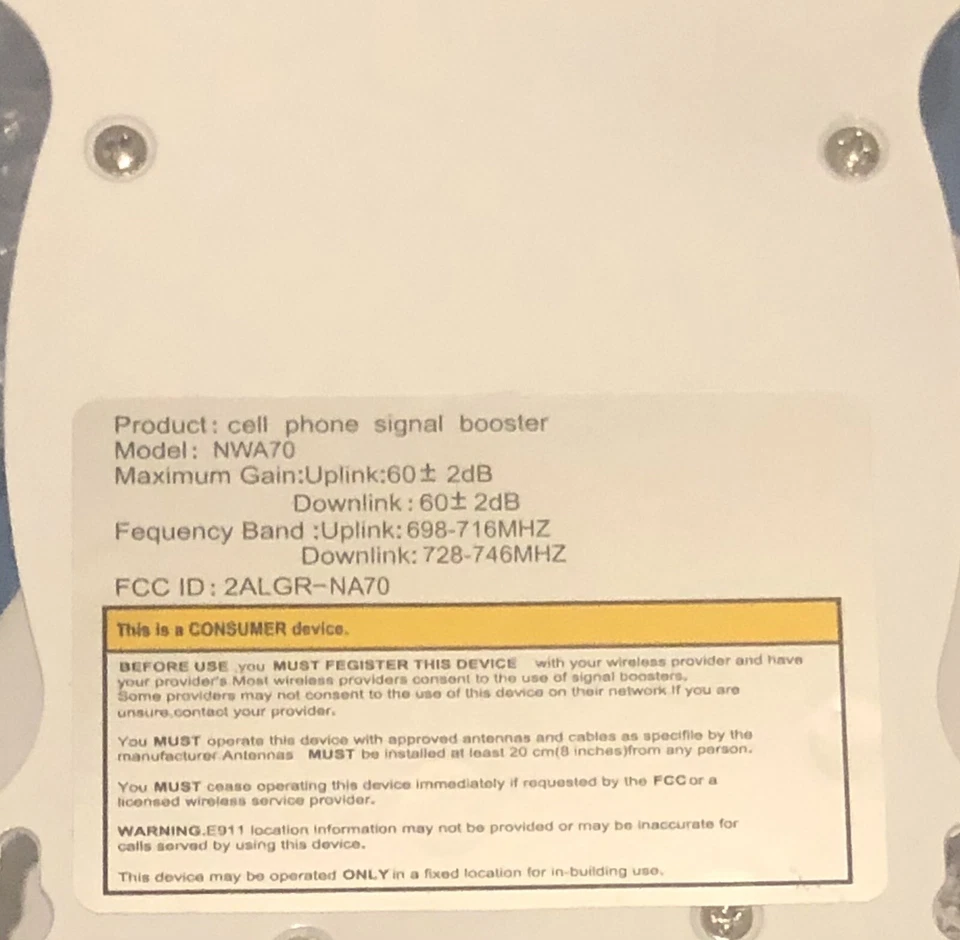 Product: cell phone signal booster
Model: NWA70
Maximum Gain:Uplink:60± 2dB
Downlink: 60± 2dB
Fequency Band :Uplink: 698-716MHZ
Downlink: 728-746MHZ
FCC ID: 2ALGR-NA70
This is a CONSUMER device.
BEFORE USE ,you MUST FEGISTER THIS DEVICE with your wireless provider and have
your provider's Most wireless providers consent to the use of signal boosters,
Some providers may not consent to the use of this device on their network.If you are
unsure,contact your provider.
You MUST operate this device with approved antennas and cables as specifile by the
manufacturer.Antennas MUST be installed at least 20 cm(8 inches)from any person.
You MUST cease operating this device immediately if requested by the FCC or a
licensed wireless service provider.
WARNING.E911 location Information may not be provided or may be inaccurate for
calls served by using this device.
This device may be operated ONLY in a fixed location for in-building use.